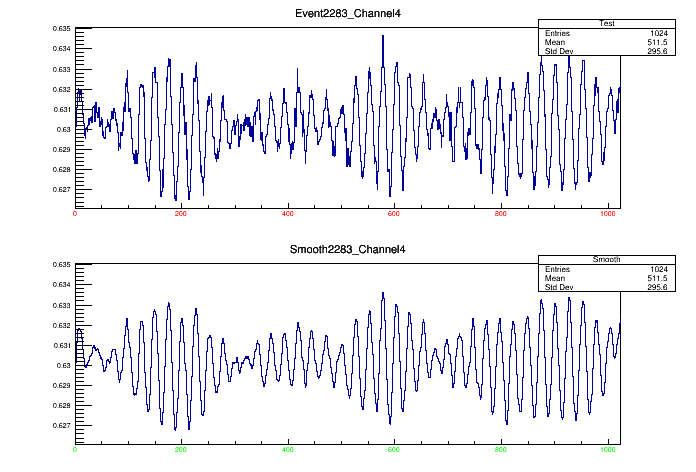 Event2283_Channel4
Test
Entries 1024
Mean 511.5
Std Dev 295.6
0.635
0.634
0.633
0.632
0.631
0.63
0.629
0.628
0.627
0 200 400 600 800 1000
Smooth2283_Channel4
Smooth
Entries 1024
Mean 511.5
Std Dev 295.6
0.635
0.634
0.633
0.632
0.631
0.63
0.629
0.628
0.627
0 200 400 600 800 1000